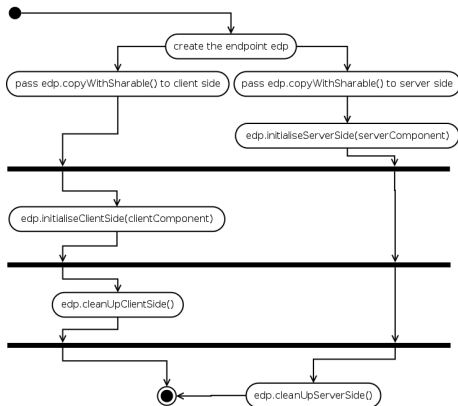 create the endpoint edp
pass edp.copyWithSharable() to client side
pass edp.copyWithSharable() to server side
edp.initialiseServerSide(serverComponent)
edp.initialiseClientSide(clientComponent)
edp.cleanUpClientSide()
edp.cleanUpServerSide()